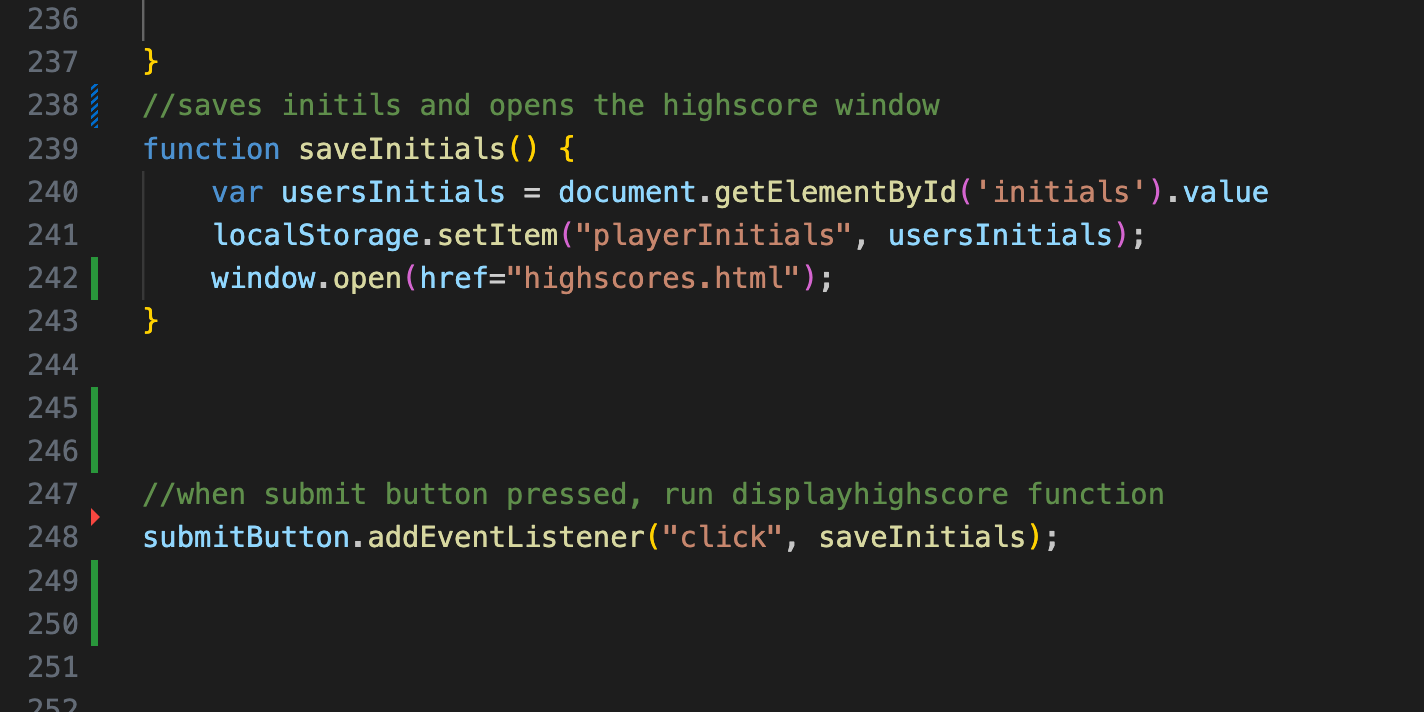 236
237 }
238 //saves initils and opens the highscore window
239 function saveInitials() {
240     var usersInitials = document.getElementById('initials').value
241     localStorage.setItem("playerInitials", usersInitials);
242     window.open(href="highscores.html");
243 }
244
245
246
247 //when submit button pressed, run displayhighscore function
248 submitButton.addEventListener("click", saveInitials);
249
250
251
252